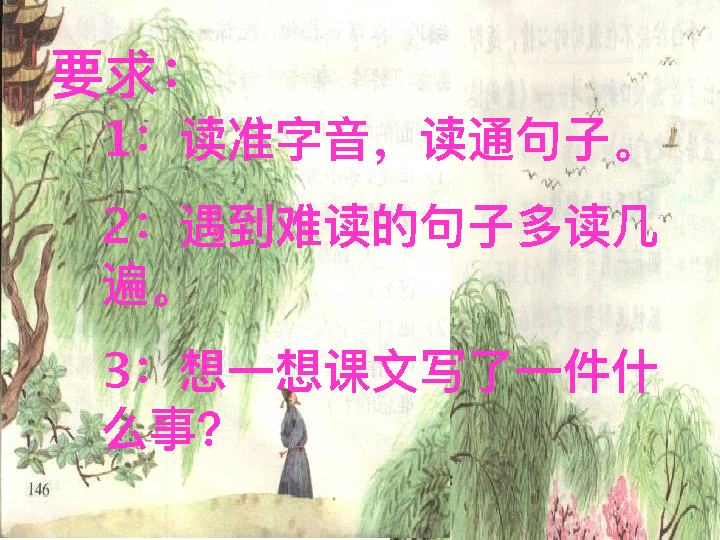 要求：
1：读准字音，读通句子。
2：遇到难读的句子多读几
遍。
3：想一想课文写了一件什
么事？
146